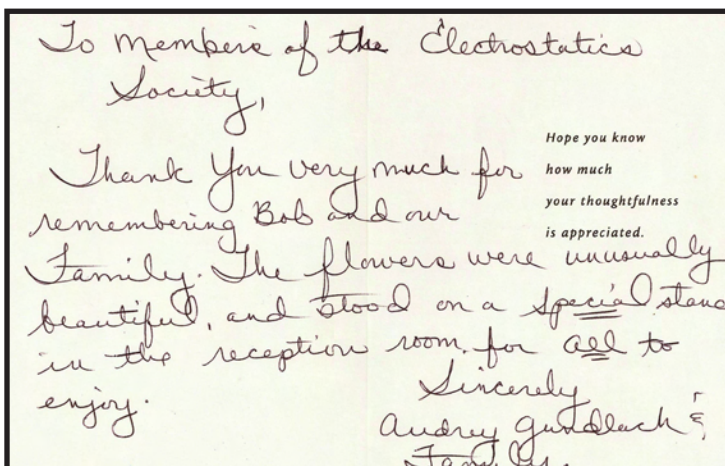 To members of the Electrostatics
Society,
Hope you know
how much
your thoughtfulness
is appreciated.
Thank You very much for
remembering Bob and our
Family. The flowers were unusually
beautiful, and stood on a special stand
in the reception room, for all to
enjoy.
Sincerely
Audrey Gundlach &
Family.